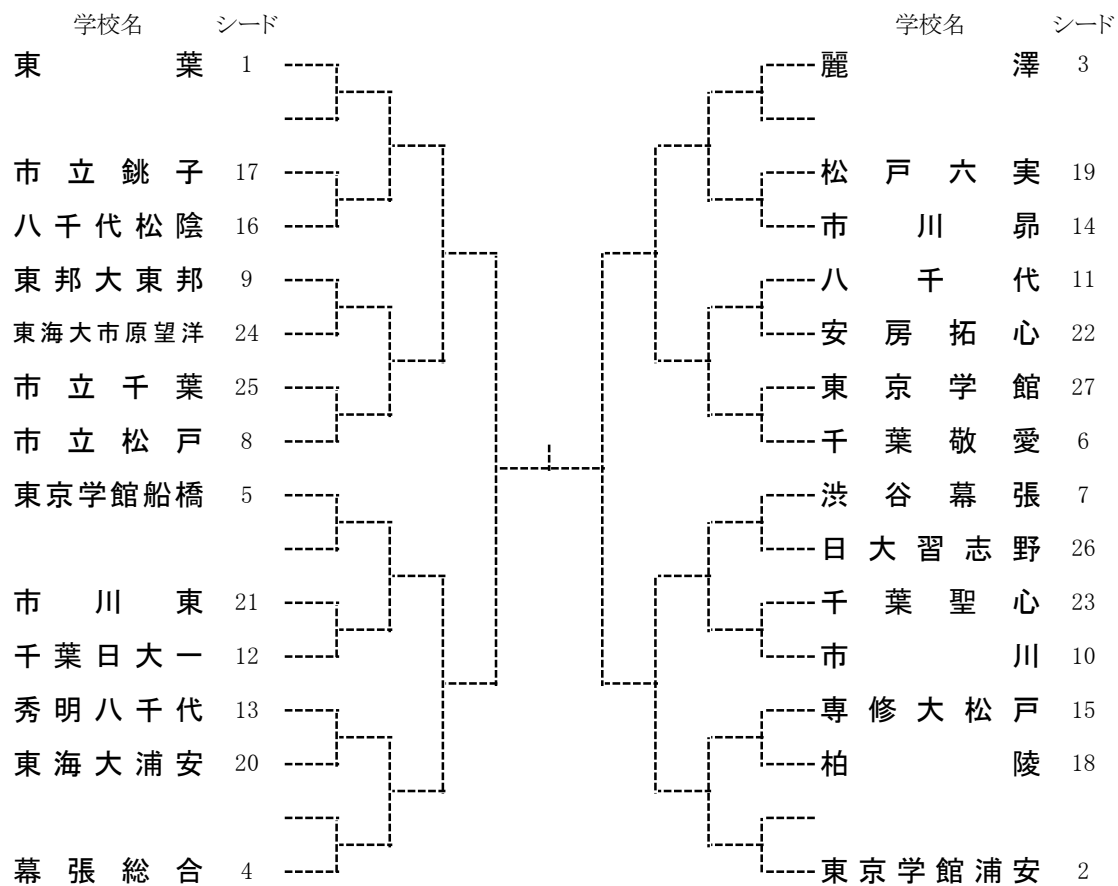 学校名 シード 学校名 シード
東葉 1 麗澤 3
市立銚子 17 松戸六実 19
八千代松陰 16 市川昴 14
東邦大東邦 9 八千代 11
東海大市原望洋 24 安房拓心 22
市立千葉 25 東京学館 27
市立松戸 8 千葉敬愛 6
東京学館船橋 5 渋谷幕張 7
日大習志野 26
市川東 21 千葉聖心 23
千葉日大一 12 市川 10
秀明八千代 13 専修大松戸 15
東海大浦安 20 柏陵 18
幕張総合 4 東京学館浦安 2